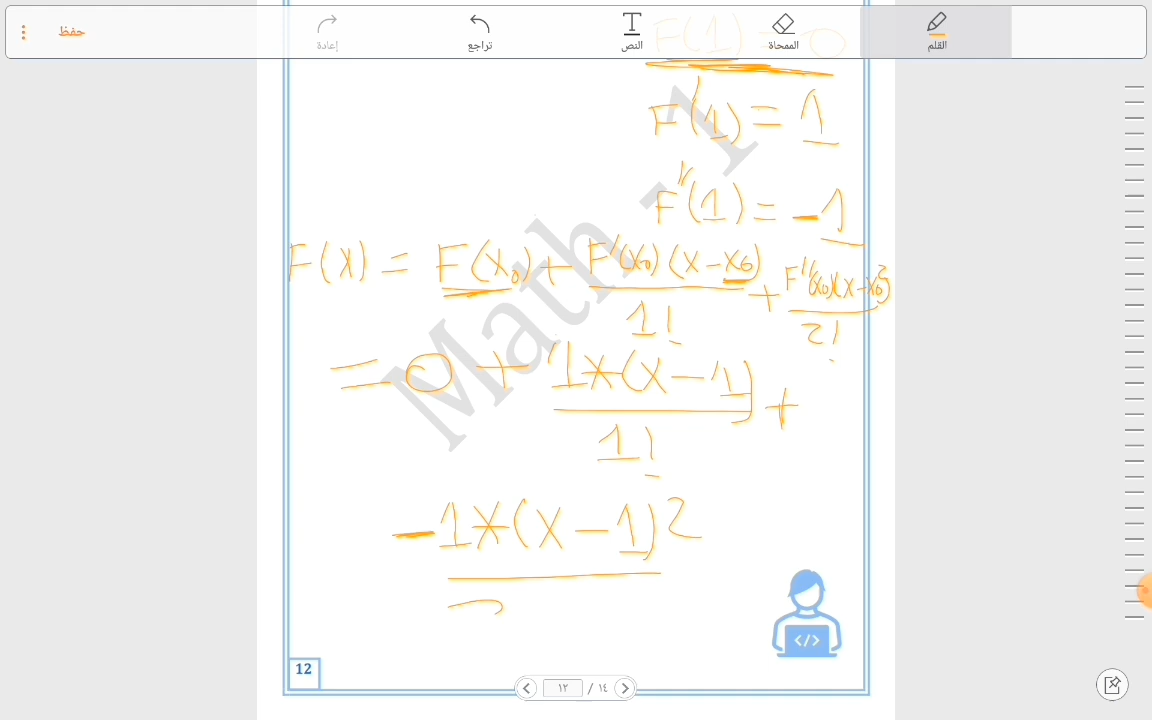 حفظ
إعادة
تراجع
النص
الممحاة
القلم
F(1) = 0
F'(1) = 1
F''(1) = -1
F(x) = F(x0) + F'(x0)(x-x0) / 1! + F''(x0)(x-x0)² / 2!
= 0 + 1*(x-1) / 1! +
-1*(x-1)²
Math - 1
12
</>
١٢ / ١٤